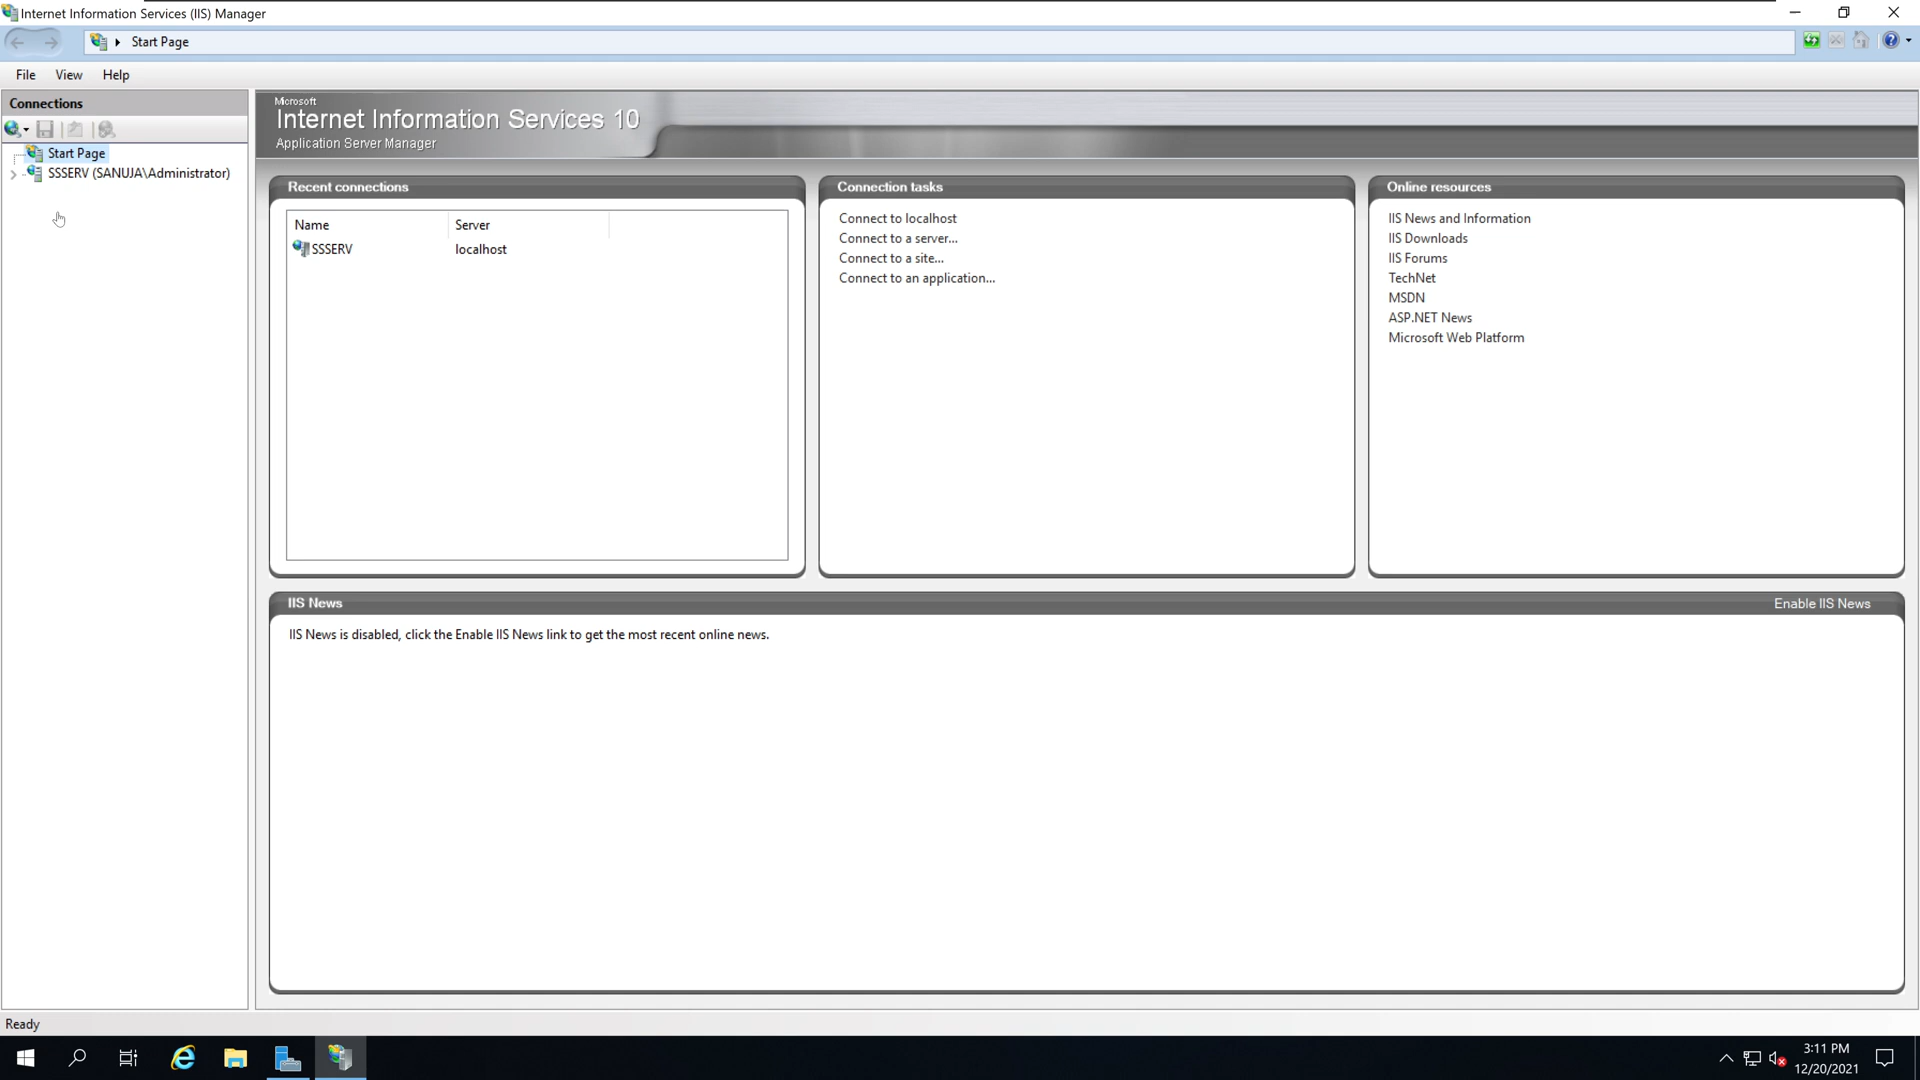 Internet Information Services (IIS) Manager
Start Page
File View Help
Connections
Start Page
SSSERV (SANUJA\Administrator)
Microsoft
Internet Information Services 10
Application Server Manager
Recent connections
Name Server
SSSERV localhost
Connection tasks
Connect to localhost
Connect to a server...
Connect to a site...
Connect to an application...
Online resources
IIS News and Information
IIS Downloads
IIS Forums
TechNet
MSDN
ASP.NET News
Microsoft Web Platform
IIS News Enable IIS News
IIS News is disabled, click the Enable IIS News link to get the most recent online news.
Ready
3:11 PM
12/20/2021